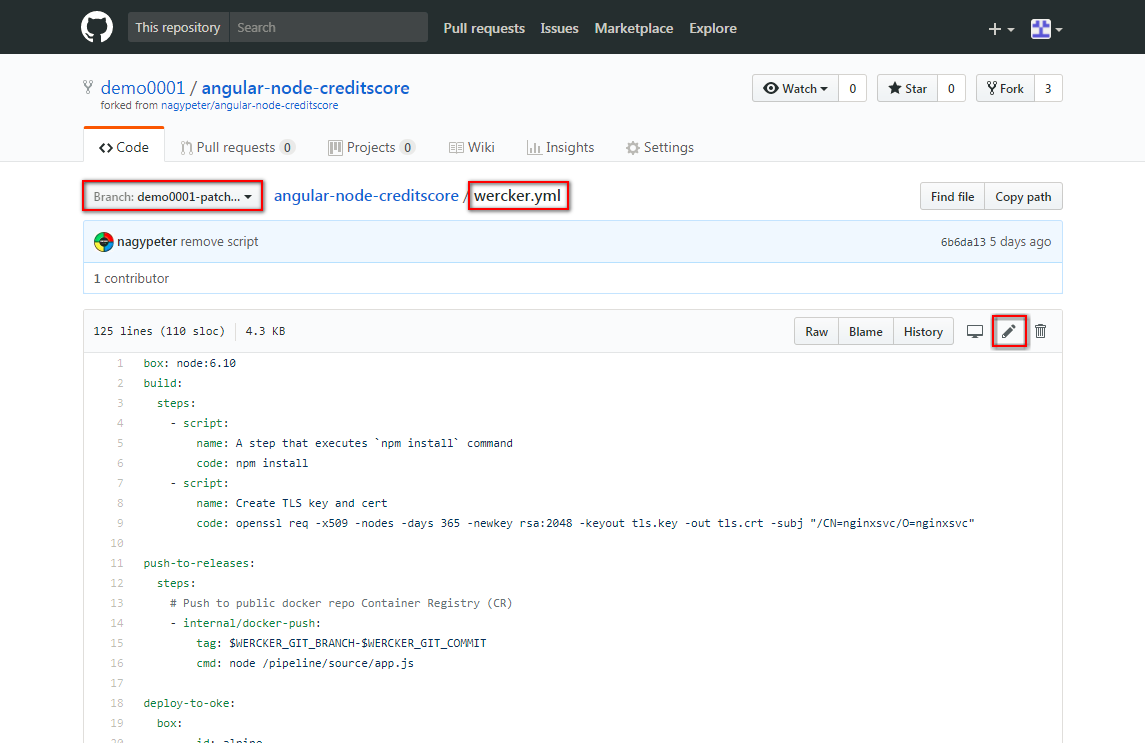 This repository Search Pull requests Issues Marketplace Explore
demo0001 / angular-node-creditscore
Watch 0 Star 0 Fork 3
forked from nagypeter/angular-node-creditscore
Code Pull requests 0 Projects 0 Wiki Insights Settings
Branch: demo0001-patch... angular-node-creditscore / wercker.yml Find file Copy path
nagypeter remove script 6b6da13 5 days ago
1 contributor
125 lines (110 sloc) 4.3 KB Raw Blame History
1 box: node:6.10
2 build:
3 steps:
4 - script:
5 name: A step that executes `npm install` command
6 code: npm install
7 - script:
8 name: Create TLS key and cert
9 code: openssl req -x509 -nodes -days 365 -newkey rsa:2048 -keyout tls.key -out tls.crt -subj "/CN=nginxsvc/O=nginxsvc"
10
11 push-to-releases:
12 steps:
13 # Push to public docker repo Container Registry (CR)
14 - internal/docker-push:
15 tag: $WERCKER_GIT_BRANCH-$WERCKER_GIT_COMMIT
16 cmd: node /pipeline/source/app.js
17
18 deploy-to-oke:
19 box:
20 id: alpine